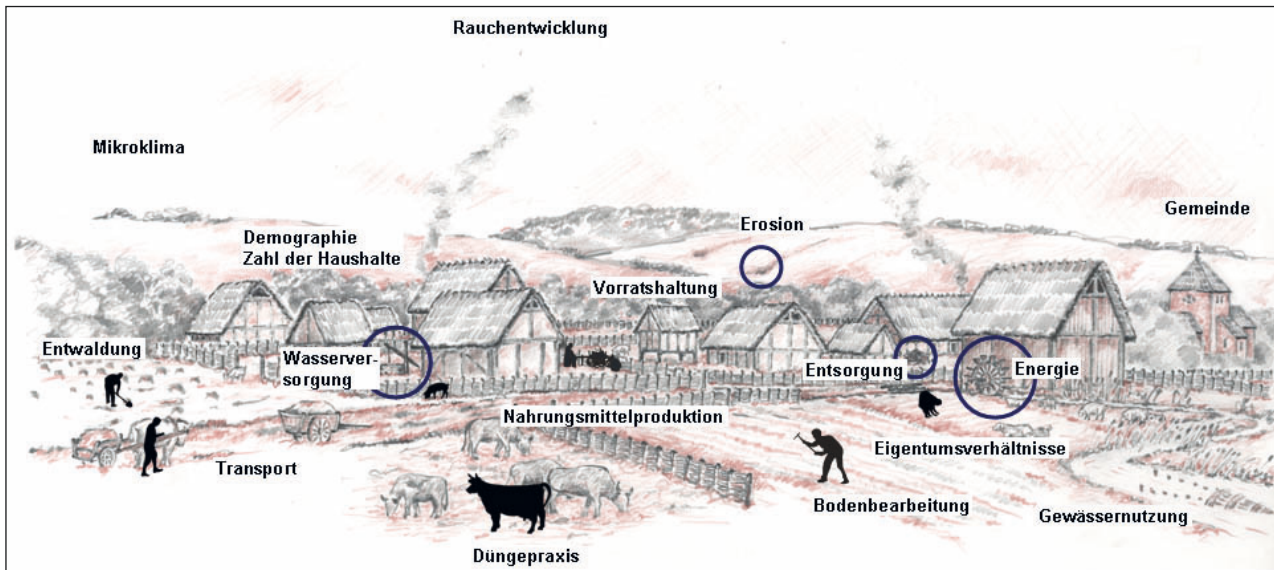 Rauchentwicklung
Mikroklima
Gemeinde
Erosion
Demographie
Zahl der Haushalte
Vorratshaltung
Entwaldung
Wasserver-
sorgung
Entsorgung
Energie
Nahrungsmittelproduktion
Eigentumsverhältnisse
Transport
Bodenbearbeitung
Gewässernutzung
Düngepraxis